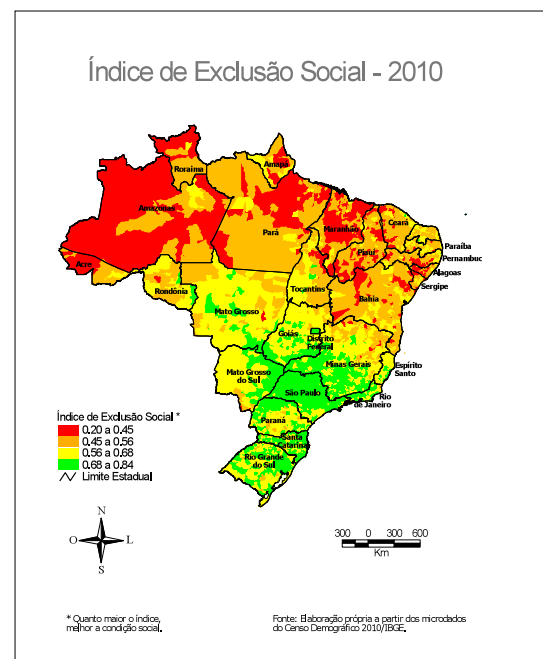 Índice de Exclusão Social - 2010
Roraima
Amapá
Amazonas
Pará
Maranhão
Ceará
Paraíba
Piauí
Pernambuc
Acre
Alagoas
Sergipe
Rondônia
Tocantins
Bahia
Mato Grosso
Goiás
Distrito
Federal
Minas Gerais
Espírito
Santo
Mato Grosso
do Sul
São Paulo
Rio
de Janeiro
Paraná
Santa
Catarina
Rio Grande
do Sul
Índice de Exclusão Social *
0.20 a 0.45
0.45 a 0.56
0.56 a 0.68
0.68 a 0.84
Limite Estadual
N
O
L
S
300 0 300 600
Km
* Quanto maior o índice,
melhor a condição social.
Fonte: Elaboração própria a partir dos microdados
do Censo Demográfico 2010/IBGE.